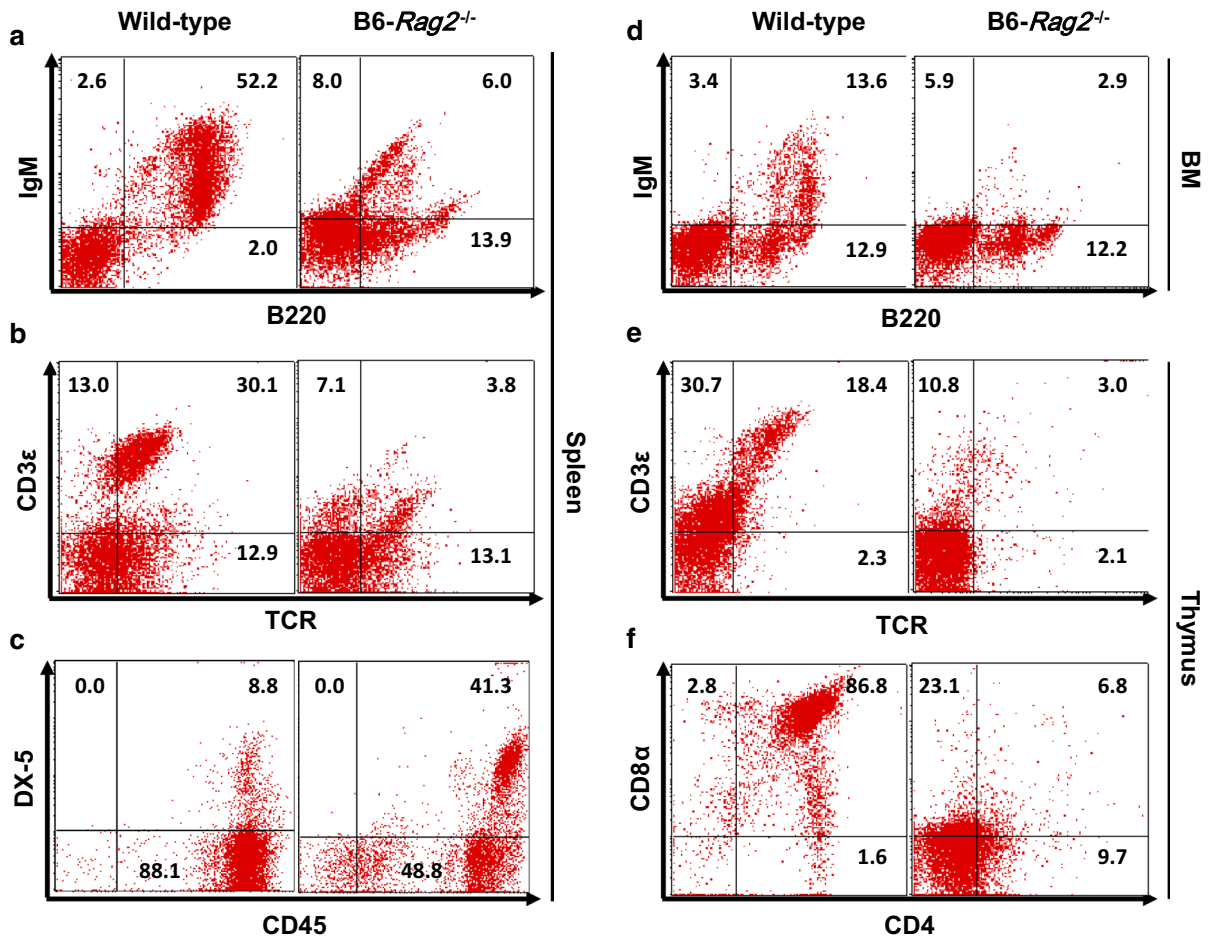 a
Wild-type
B6-Rag2-/-
2.6
52.2
8.0
6.0
2.0
13.9
IgM
B220
b
13.0
30.1
7.1
3.8
12.9
13.1
CD3ε
TCR
c
0.0
8.8
0.0
41.3
88.1
48.8
DX-5
CD45
Spleen
d
Wild-type
B6-Rag2-/-
3.4
13.6
5.9
2.9
12.9
12.2
IgM
B220
BM
e
30.7
18.4
10.8
3.0
2.3
2.1
CD3ε
TCR
f
2.8
86.8
23.1
6.8
1.6
9.7
CD8α
CD4
Thymus